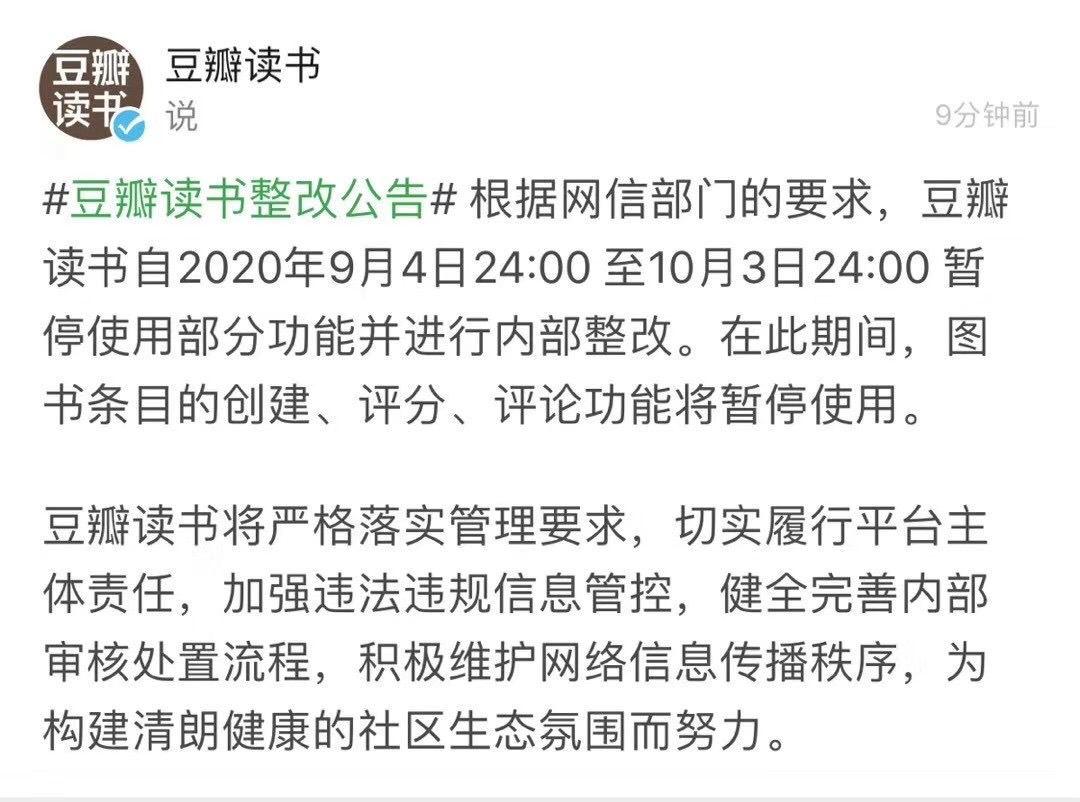 豆瓣
读书
豆瓣读书
说
9分钟前
#豆瓣读书整改公告# 根据网信部门的要求，豆瓣
读书自2020年9月4日24:00 至10月3日24:00 暂
停使用部分功能并进行内部整改。在此期间，图
书条目的创建、评分、评论功能将暂停使用。
豆瓣读书将严格落实管理要求，切实履行平台主
体责任，加强违法违规信息管控，健全完善内部
审核处置流程，积极维护网络信息传播秩序，为
构建清朗健康的社区生态氛围而努力。